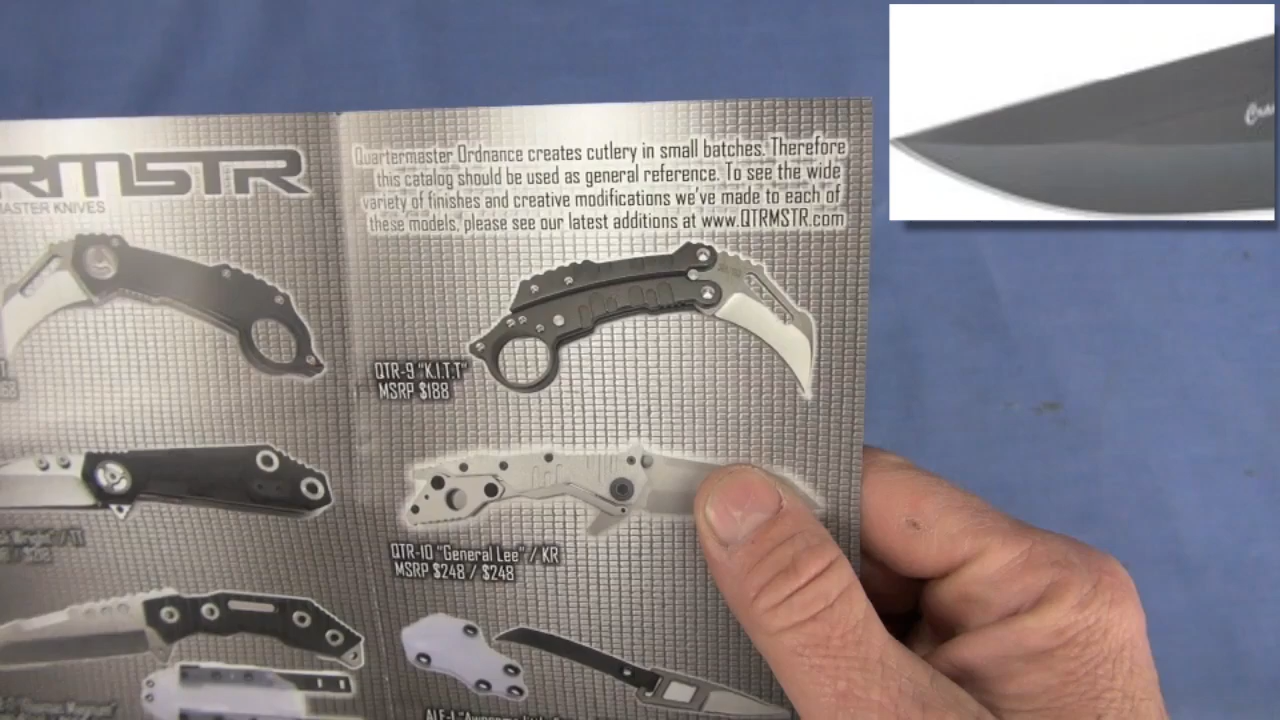 RMSTR
MASTER KNIVES
Quartermaster Ordnance creates cutlery in small batches. Therefore
this catalog should be used as general reference. To see the wide
variety of finishes and creative modifications we've made to each of
these models, please see our latest additions at www.QTRMSTR.com
QTR-9 "K.I.T.T"
MSRP $188
QTR-10 "General Lee" / KR
MSRP $248 / $248